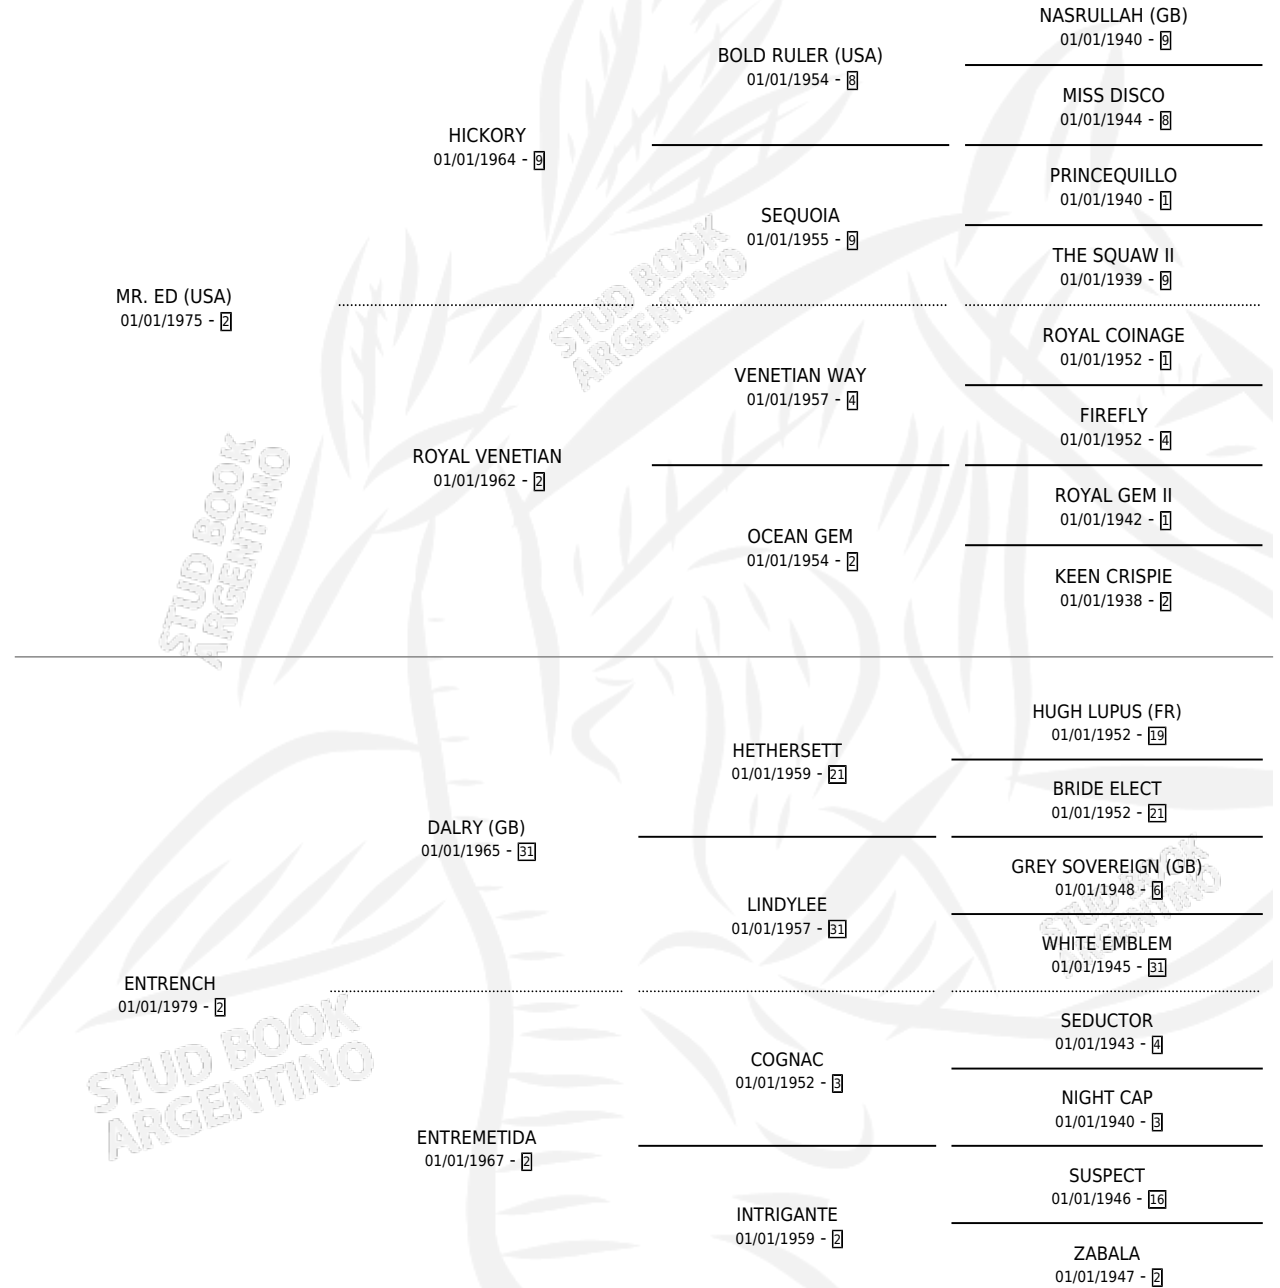 NASRULLAH (GB)
01/01/1940 - 9
BOLD RULER (USA)
01/01/1954 - 8
MISS DISCO
01/01/1944 - 8
HICKORY
01/01/1964 - 9
PRINCEQUILLO
01/01/1940 - 1
SEQUOIA
01/01/1955 - 9
THE SQUAW II
01/01/1939 - 9
MR. ED (USA)
01/01/1975 - 2
ROYAL COINAGE
01/01/1952 - 1
VENETIAN WAY
01/01/1957 - 4
FIREFLY
01/01/1952 - 4
ROYAL VENETIAN
01/01/1962 - 2
ROYAL GEM II
01/01/1942 - 1
OCEAN GEM
01/01/1954 - 2
KEEN CRISPIE
01/01/1938 - 2
STUD BOOK
ARGENTINO
STUD BOOK
ARGENTINO
HUGH LUPUS (FR)
01/01/1952 - 19
HETHERSETT
01/01/1959 - 21
BRIDE ELECT
01/01/1952 - 21
DALRY (GB)
01/01/1965 - 31
GREY SOVEREIGN (GB)
01/01/1948 - 6
LINDYLEE
01/01/1957 - 31
WHITE EMBLEM
01/01/1945 - 31
STUD BOOK
ARGENTINO
ENTRENCH
01/01/1979 - 2
SEDUCTOR
01/01/1943 - 4
COGNAC
01/01/1952 - 3
NIGHT CAP
01/01/1940 - 3
STUD BOOK
ARGENTINO
ENTREMETIDA
01/01/1967 - 2
SUSPECT
01/01/1946 - 16
INTRIGANTE
01/01/1959 - 2
ZABALA
01/01/1947 - 2